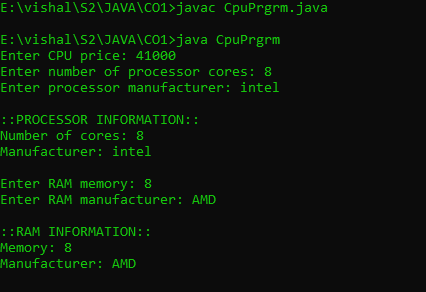 E:\vishal\S2\JAVA\CO1>javac CpuPrgrm.java
E:\vishal\S2\JAVA\CO1>java CpuPrgrm
Enter CPU price: 41000
Enter number of processor cores: 8
Enter processor manufacturer: intel
::PROCESSOR INFORMATION::
Number of cores: 8
Manufacturer: intel
Enter RAM memory: 8
Enter RAM manufacturer: AMD
::RAM INFORMATION::
Memory: 8
Manufacturer: AMD